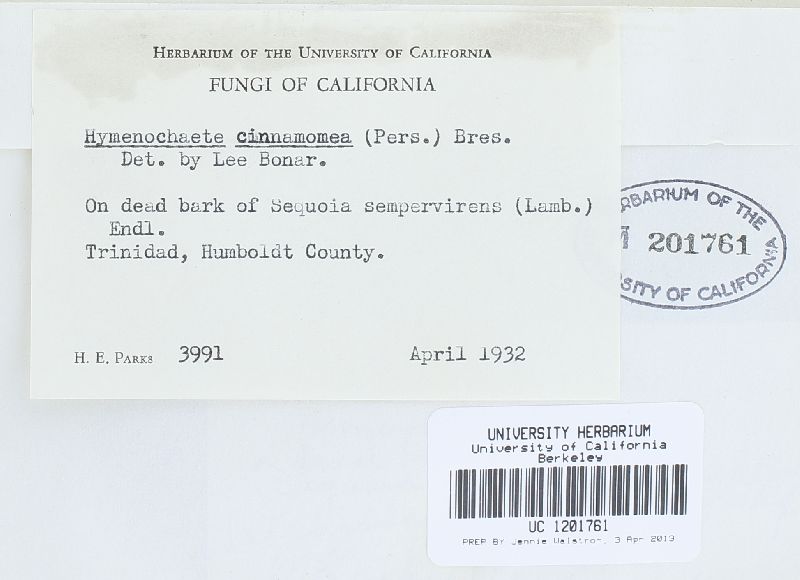 HERBARIUM OF THE UNIVERSITY OF CALIFORNIA
FUNGI OF CALIFORNIA
Hymenochaete cinnamomea (Pers.) Bres.
Det. by Lee Bonar.
On dead bark of Sequoia sempervirens (Lamb.)
Endl.
Trinidad, Humboldt County.
H. E. PARKS 3991 April 1932
RBARIUM OF THE
201761
SITY OF CALIFORNIA
UNIVERSITY HERBARIUM
University of California
Berkeley
UC 1201761
PREP BY Jennie Walstrom, 3 Apr 2013